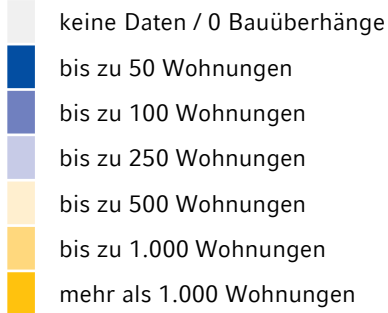 keine Daten / 0 Bauüberhänge
bis zu 50 Wohnungen
bis zu 100 Wohnungen
bis zu 250 Wohnungen
bis zu 500 Wohnungen
bis zu 1.000 Wohnungen
mehr als 1.000 Wohnungen